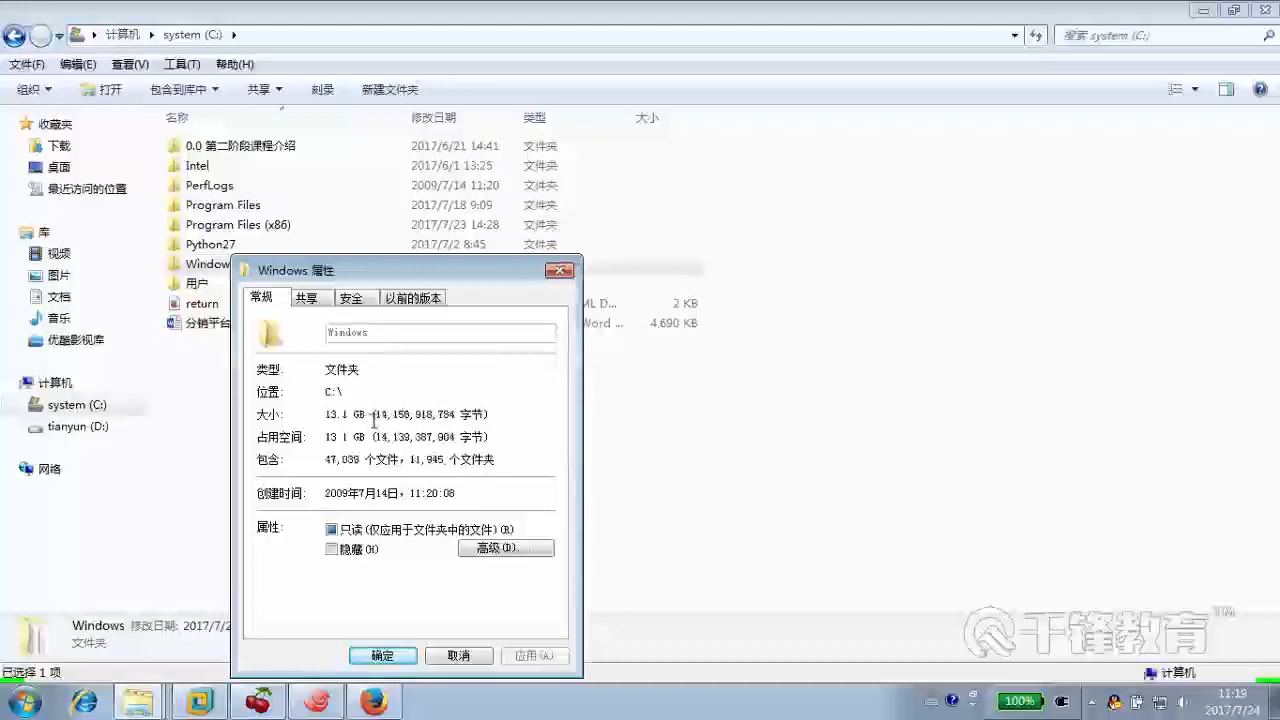 计算机 system (C:)
搜索 system (C:)
文件(F) 编辑(E) 查看(V) 工具(T) 帮助(H)
组织 打开 包含到库中 共享 刻录 新建文件夹
名称 修改日期 类型 大小
收藏夹
下载
桌面
最近访问的位置
库
视频
图片
文档
音乐
优酷影视库
计算机
system (C:)
tianyun (D:)
网络
0.0 第二阶段课程介绍 2017/6/21 14:41 文件夹
Intel 2017/6/1 13:25 文件夹
PerfLogs 2009/7/14 11:20 文件夹
Program Files 2017/7/18 9:09 文件夹
Program Files (x86) 2017/7/23 14:28 文件夹
Python27 2017/7/2 8:45 文件夹
Window
用户
return ML D... 2 KB
分销平台 Word ... 4,690 KB
Windows 属性
常规 共享 安全 以前的版本
Windows
类型: 文件夹
位置: C:\
大小: 13.1 GB (14,156,918,784 字节)
占用空间: 13.1 GB (14,139,387,904 字节)
包含: 47,039 个文件，11,945 个文件夹
创建时间: 2009年7月14日，11:20:08
属性: 只读(仅应用于文件夹中的文件)(R)
隐藏(H) 高级(D)...
确定 取消 应用(A)
Windows 修改日期: 2017/7/2
文件夹
千锋教育 TM
已选择 1 项 计算机
100%
11:19
2017/7/24